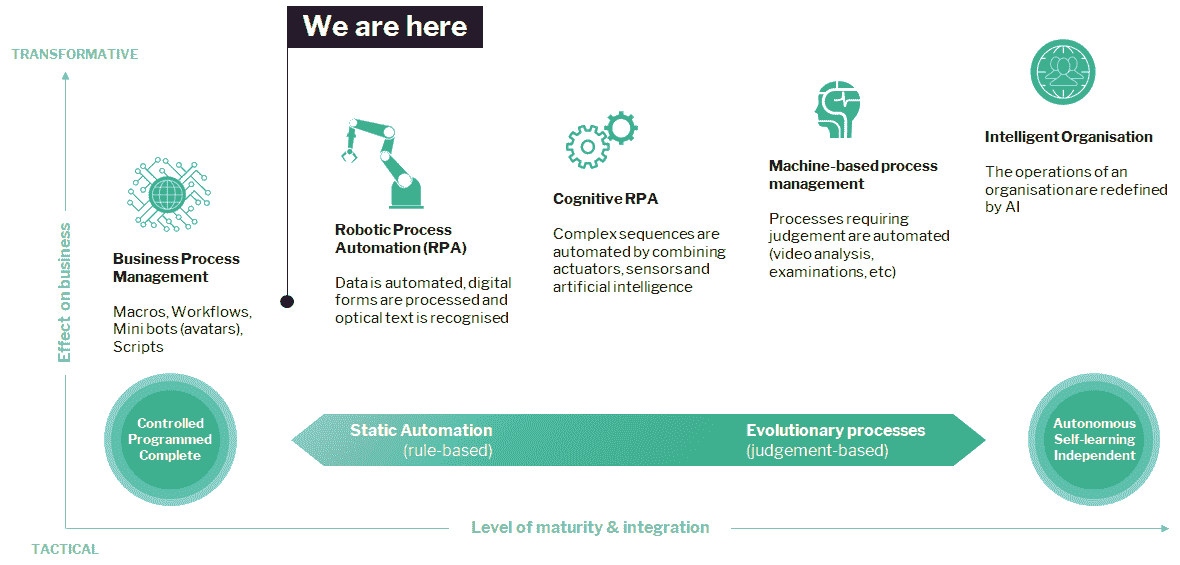 We are here
TRANSFORMATIVE
Effect on business
Business Process
Management
Macros, Workflows,
Mini bots (avatars),
Scripts
Robotic Process
Automation (RPA)
Data is automated, digital
forms are processed and
optical text is recognised
Cognitive RPA
Complex sequences are
automated by combining
actuators, sensors and
artificial intelligence
Machine-based process
management
Processes requiring
judgement are automated
(video analysis,
examinations, etc)
Intelligent Organisation
The operations of an
organisation are redefined
by AI
Controlled
Programmed
Complete
Static Automation
(rule-based)
Evolutionary processes
(judgement-based)
Autonomous
Self-learning
Independent
Level of maturity & integration
TACTICAL